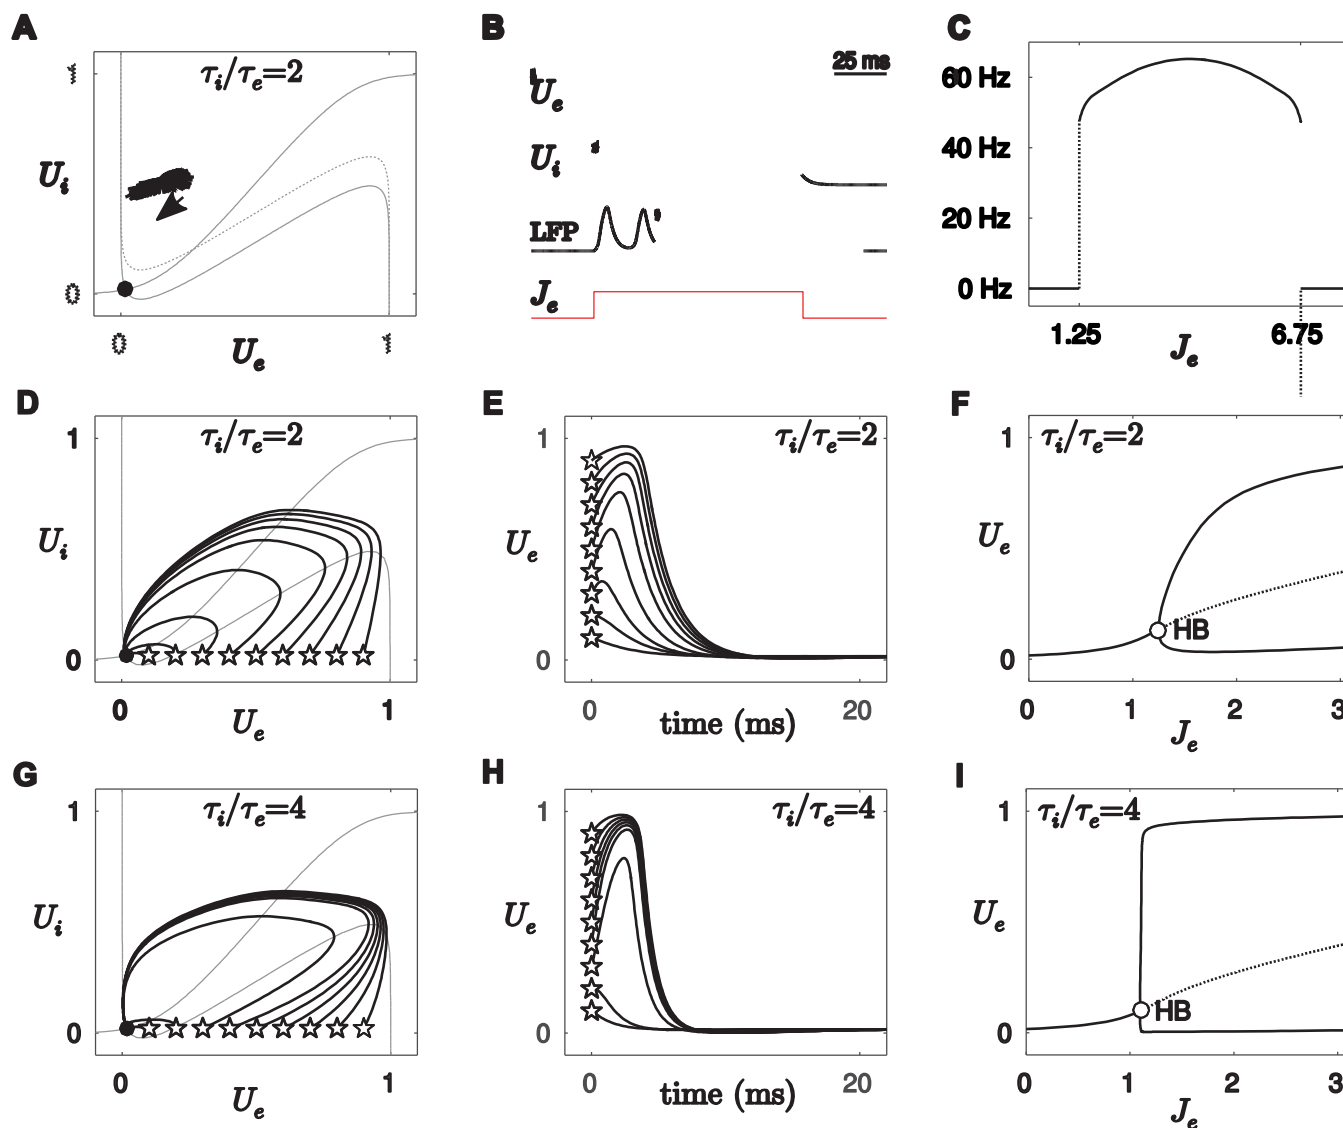 A
τi/τe=2
1
Ui
0
0
1
Ue
B
25 ms
Ue
Ui
LFP
Je
C
60 Hz
40 Hz
20 Hz
0 Hz
1.25
6.75
Je
D
τi/τe=2
1
Ui
0
0
1
Ue
E
τi/τe=2
1
Ue
0
0
20
time (ms)
F
τi/τe=2
1
Ue
HB
0
0
1
2
3
Je
G
τi/τe=4
1
Ui
0
0
1
Ue
H
τi/τe=4
1
Ue
0
0
20
time (ms)
I
τi/τe=4
1
Ue
HB
0
0
1
2
3
Je